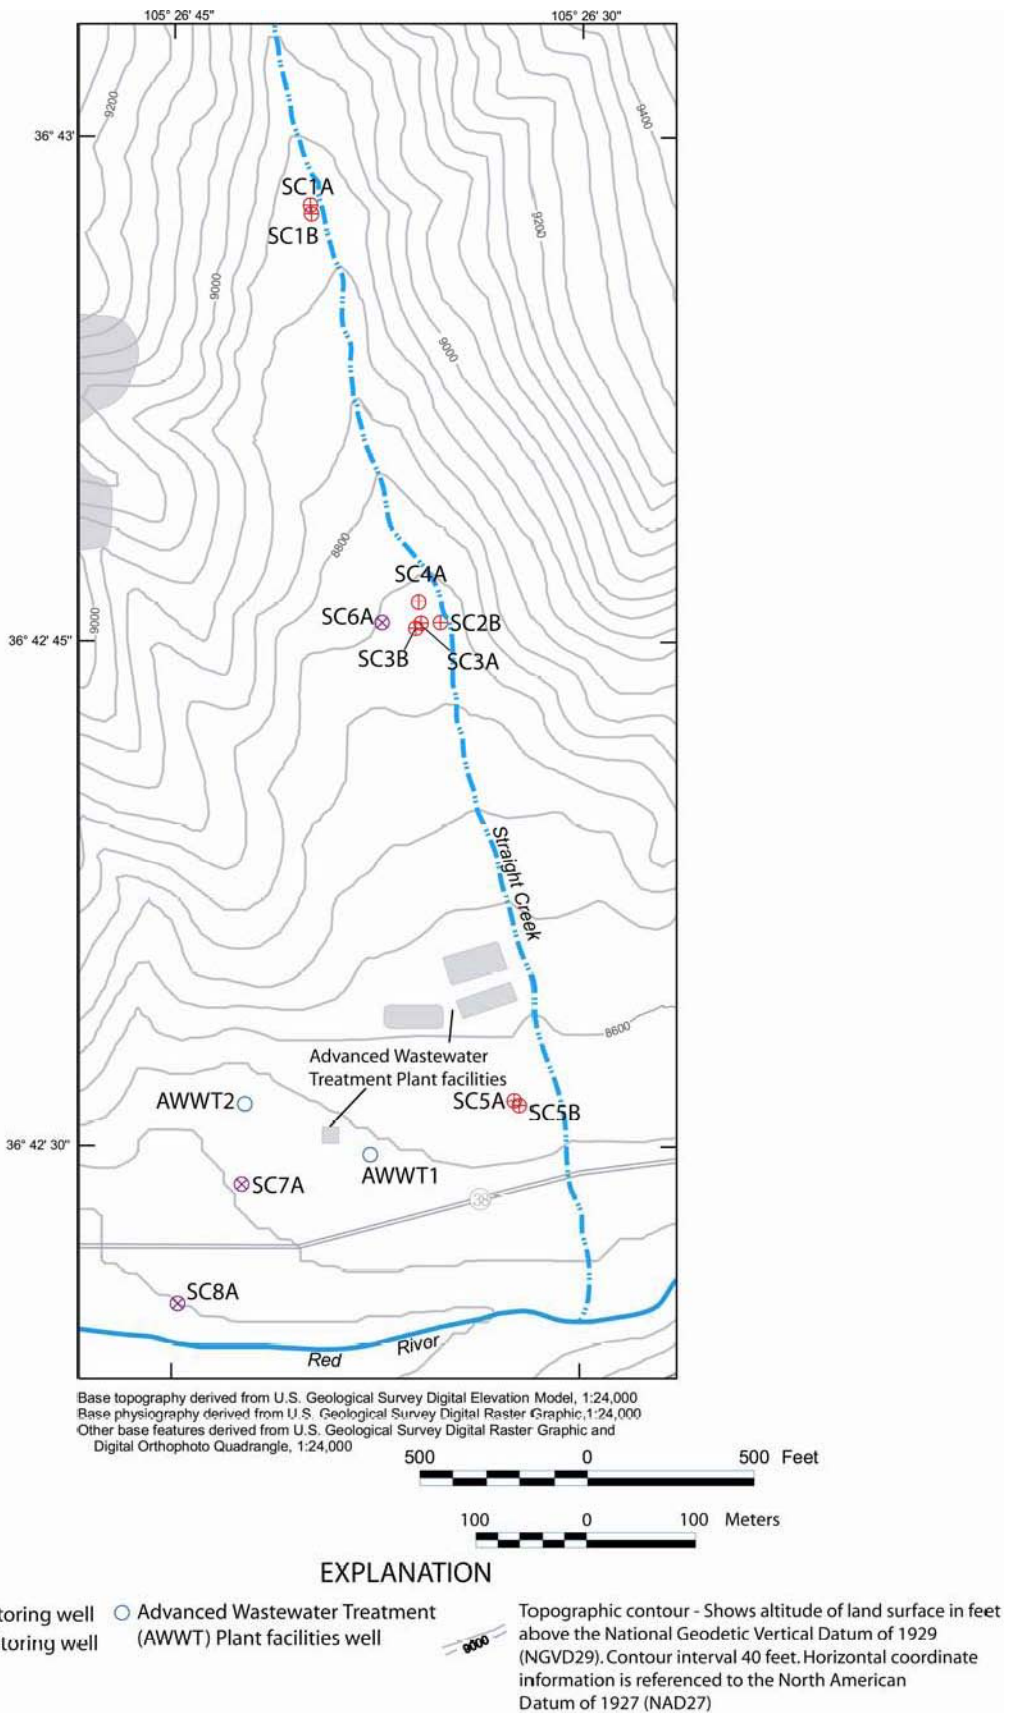 105° 26' 45"
105° 26' 30"
9200
36° 43'
9400
SC1A
SC1B
9200
9000
9000
8800
SC4A
SC6A
SC2B
9000
36° 42' 45"
SC3B
SC3A
Straight Creek
8600
Advanced Wastewater
Treatment Plant facilities
AWWT2
SC5A
SC5B
36° 42' 30"
AWWT1
SC7A
38
SC8A
Red
Rivor
Base topography derived from U.S. Geological Survey Digital Elevation Model, 1:24,000
Base physiography derived from U.S. Geological Survey Digital Raster Graphic,1:24,000
Other base features derived from U.S. Geological Survey Digital Raster Graphic and
Digital Orthophoto Quadrangle, 1:24,000
500 0 500 Feet
100 0 100 Meters
EXPLANATION
toring well
toring well
Advanced Wastewater Treatment
(AWWT) Plant facilities well
9000
Topographic contour - Shows altitude of land surface in feet
above the National Geodetic Vertical Datum of 1929
(NGVD29). Contour interval 40 feet. Horizontal coordinate
information is referenced to the North American
Datum of 1927 (NAD27)